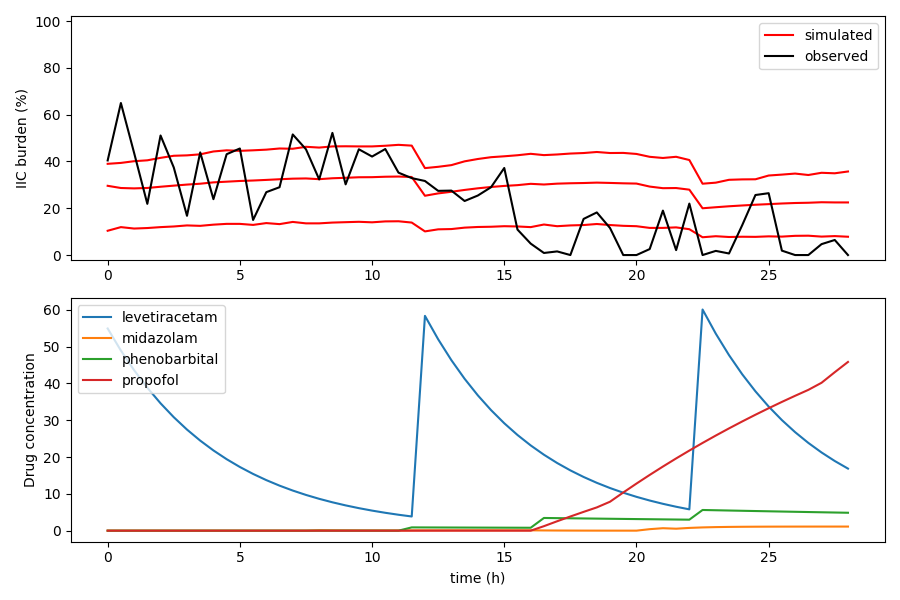 100
80
60
40
20
0
IIC burden (%)
simulated
observed
0
5
10
15
20
25
60
50
40
30
20
10
0
Drug concentration
levetiracetam
midazolam
phenobarbital
propofol
0
5
10
15
20
25
time (h)